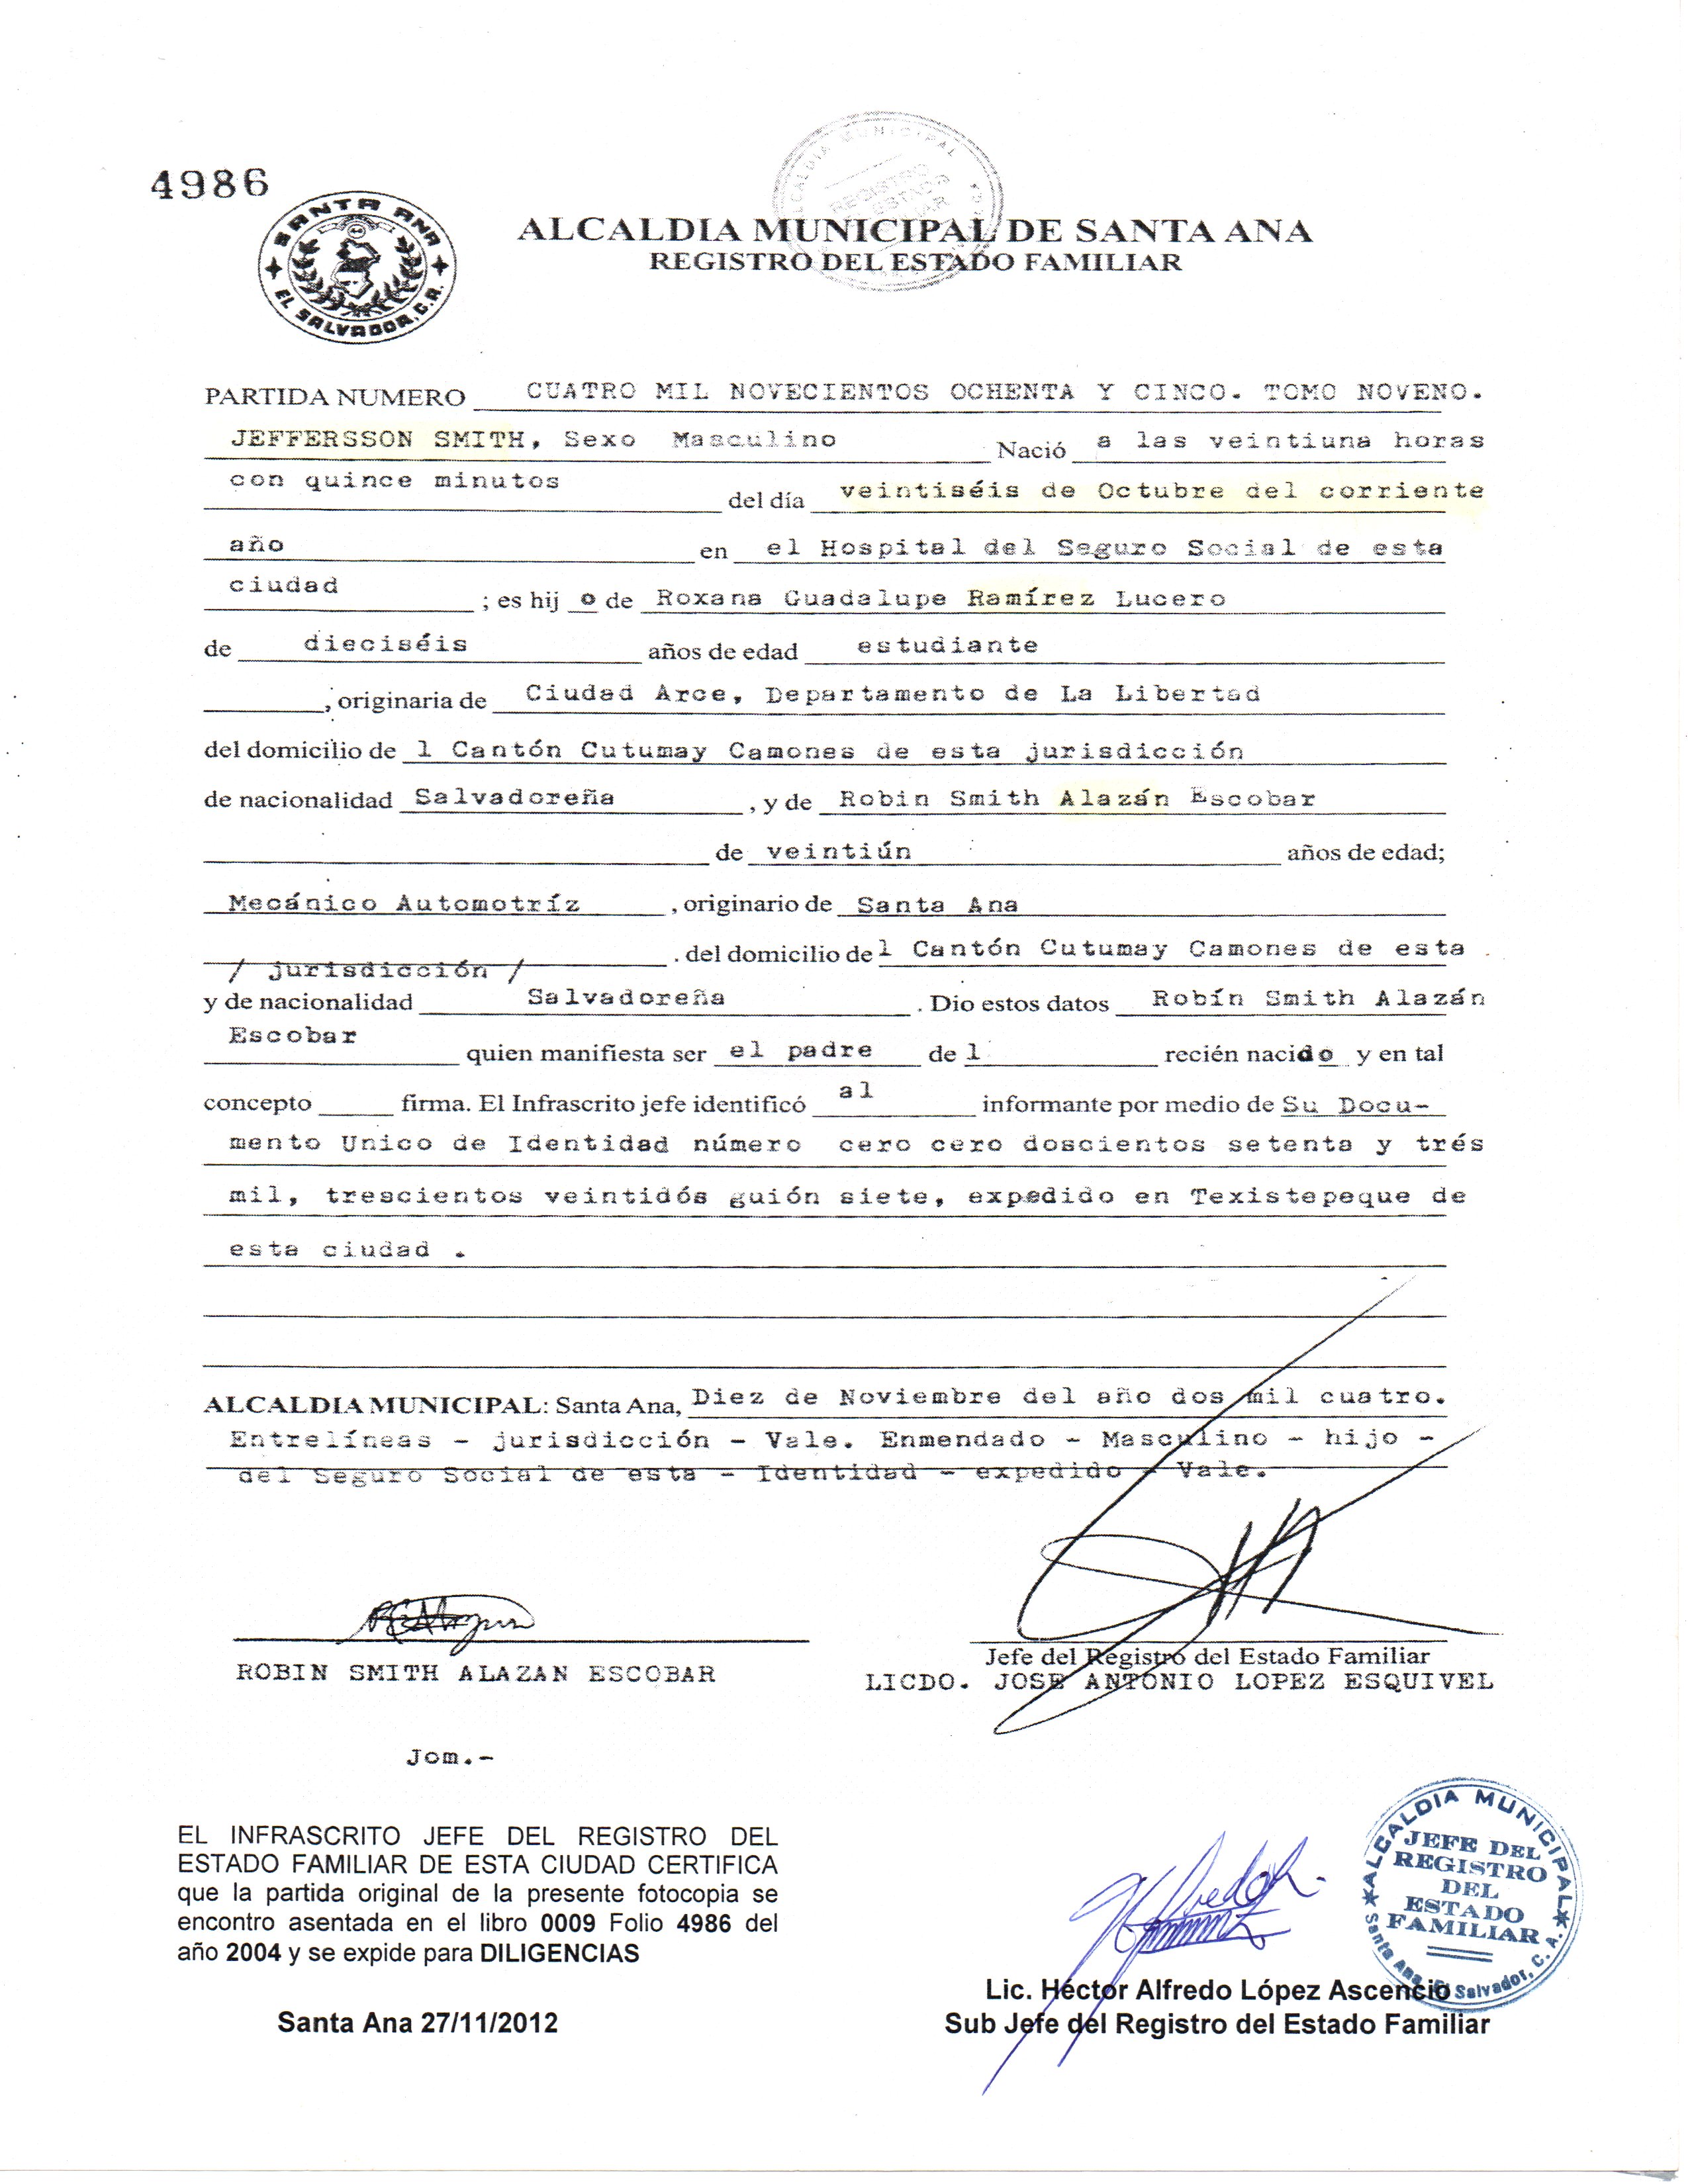 4986
ALCALDIA MUNICIPAL
REGISTRO
ESTADO
SANTA ANA
EL SALVADOR, C.A.
ALCALDIA MUNICIPAL DE SANTA ANA
REGISTRO DEL ESTADO FAMILIAR
PARTIDA NUMERO CUATRO MIL NOVECIENTOS OCHENTA Y CINCO. TOMO NOVENO.
JEFFERSSON SMITH, Sexo Masculino Nació a las veintiuna horas
con quince minutos del día veintiséis de Octubre del corriente
año en el Hospital del Seguro Social de esta
ciudad ; es hij o de Roxana Guadalupe Ramírez Lucero
de dieciséis años de edad estudiante
, originaria de Ciudad Arce, Departamento de La Libertad
del domicilio de l Cantón Cutumay Camones de esta jurisdicción
de nacionalidad Salvadoreña , y de Robin Smith Alazán Escobar
de veintiún años de edad;
Mecánico Automotríz , originario de Santa Ana
. del domicilio de l Cantón Cutumay Camones de esta
/ jurisdicción /
y de nacionalidad Salvadoreña . Dio estos datos Robín Smith Alazán
Escobar quien manifiesta ser el padre de l recién nacido y en tal
concepto firma. El Infrascrito jefe identificó al informante por medio de Su Docu-
mento Unico de Identidad número cero cero doscientos setenta y trés
mil, trescientos veintidós guión siete, expedido en Texistepeque de
esta ciudad .
ALCALDIA MUNICIPAL: Santa Ana, Diez de Noviembre del año dos mil cuatro.
Entrelíneas - jurisdicción - Vale. Enmendado - Masculino - hijo -
del Seguro Social de esta - Identidad - expedido - Vale.
ROBIN SMITH ALAZAN ESCOBAR
Jefe del Registro del Estado Familiar
LICDO. JOSE ANTONIO LOPEZ ESQUIVEL
Jom.-
EL INFRASCRITO JEFE DEL REGISTRO DEL
ESTADO FAMILIAR DE ESTA CIUDAD CERTIFICA
que la partida original de la presente fotocopia se
encontro asentada en el libro 0009 Folio 4986 del
año 2004 y se expide para DILIGENCIAS
Santa Ana 27/11/2012
ALCALDIA MUNICIPAL
JEFE DEL
REGISTRO
DEL
ESTADO
FAMILIAR
Santa Ana, El Salvador, C. A.
Lic. Héctor Alfredo López Ascencio
Sub Jefe del Registro del Estado Familiar